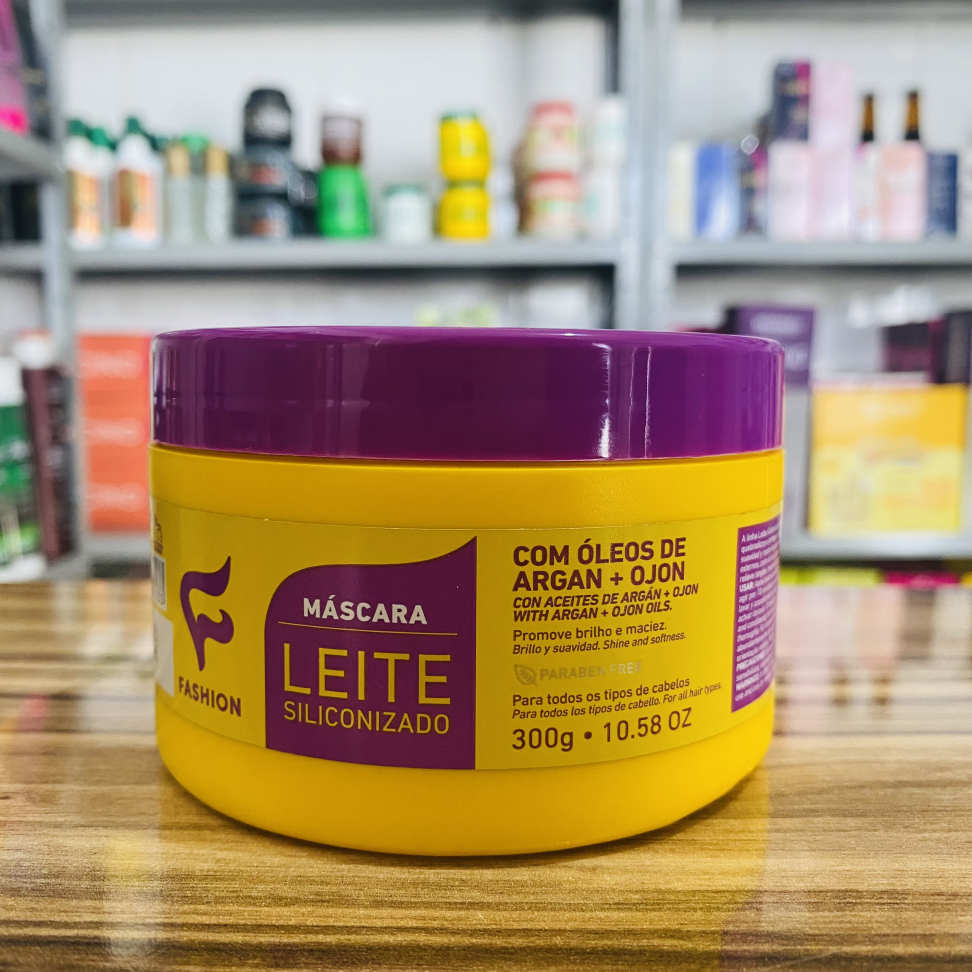 FASHION
MÁSCARA
LEITE
SILICONIZADO
COM ÓLEOS DE
ARGAN + OJON
CON ACEITES DE ARGÁN + OJON
WITH ARGAN + OJON OILS.
Promove brilho e maciez.
Brillo y suavidad. Shine and softness.
PARABEN FREE
Para todos os tipos de cabelos
Para todos los tipos de cabello. For all hair types.
300g • 10.58 OZ
A linha Leite